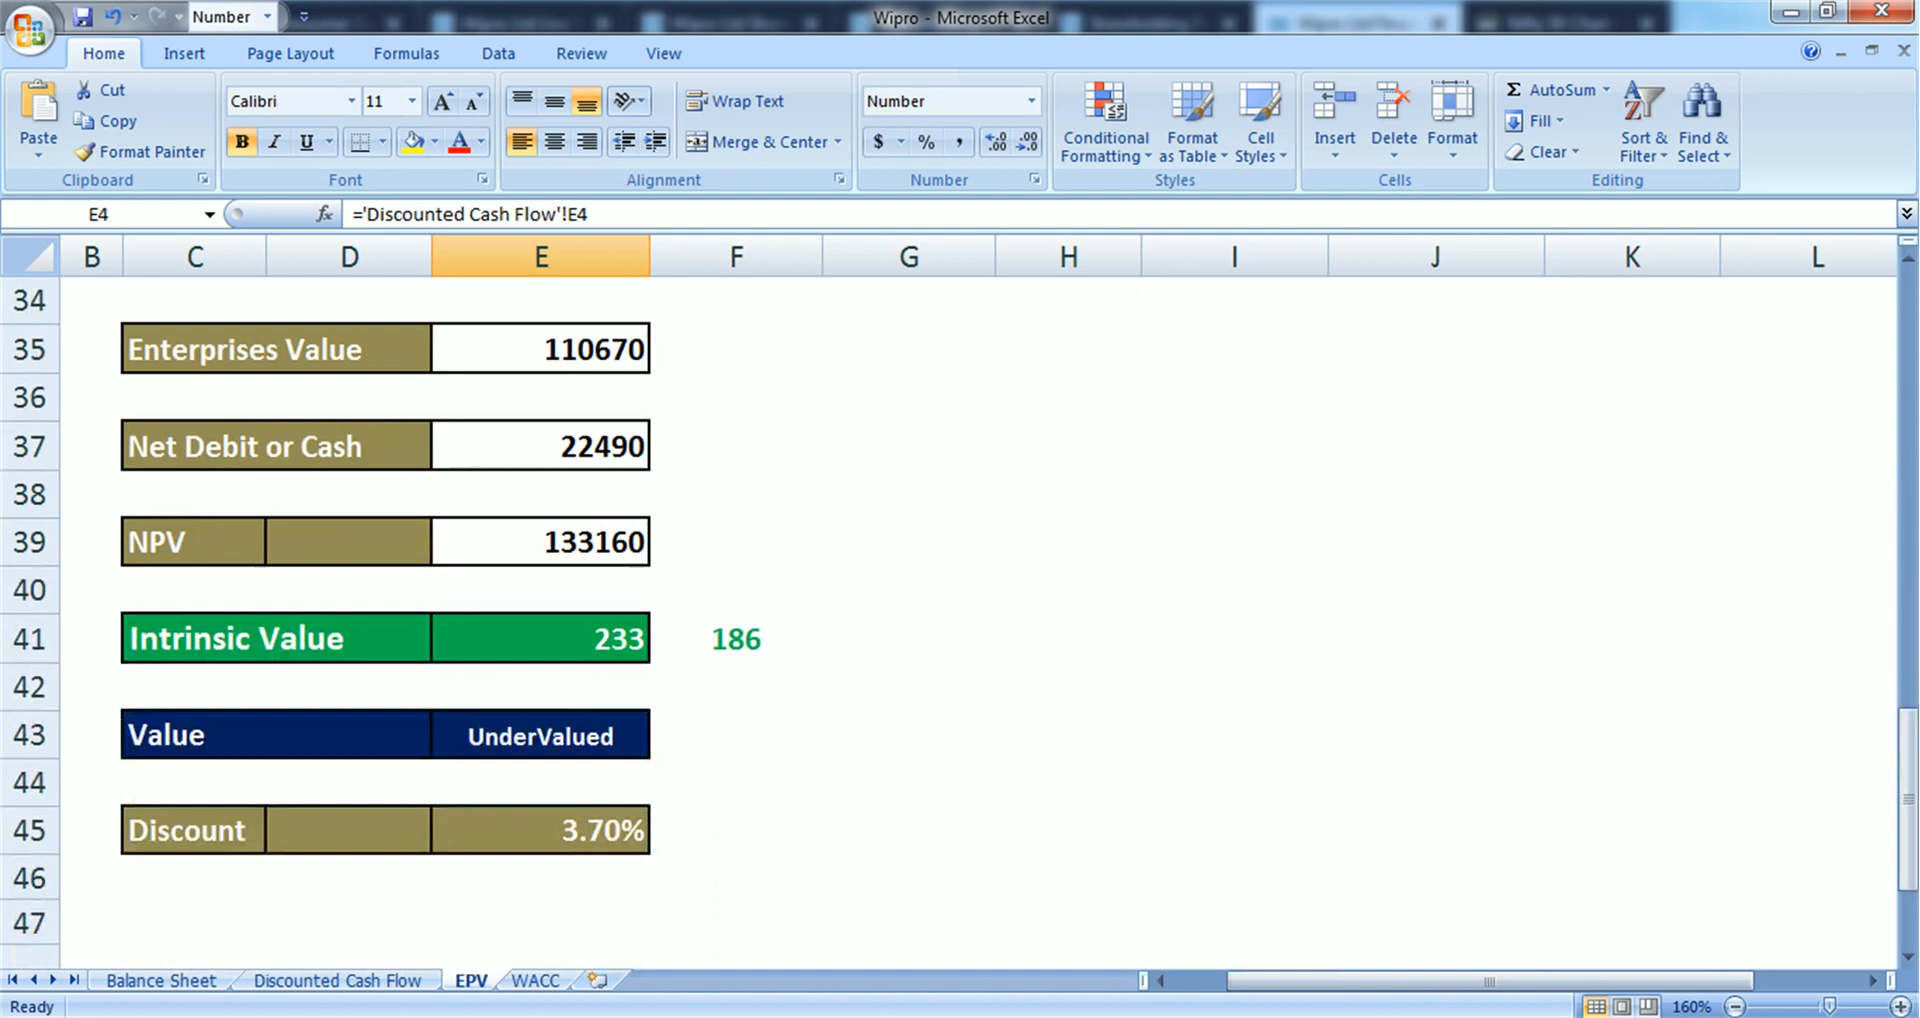 Number
Wipro - Microsoft Excel
Home Insert Page Layout Formulas Data Review View
Paste
Cut
Copy
Format Painter
Clipboard
Calibri 11
B I U
Font
Wrap Text
Merge & Center
Alignment
Number
$ % ,
Number
Conditional Formatting
Format as Table
Cell Styles
Styles
Insert Delete Format
Cells
Σ AutoSum
Fill
Clear
Sort & Filter
Find & Select
Editing
E4 fx ='Discounted Cash Flow'!E4
B C D E F G H I J K L
34
35 Enterprises Value 110670
36
37 Net Debit or Cash 22490
38
39 NPV 133160
40
41 Intrinsic Value 233 186
42
43 Value UnderValued
44
45 Discount 3.70%
46
47
Balance Sheet Discounted Cash Flow EPV WACC
Ready 160%